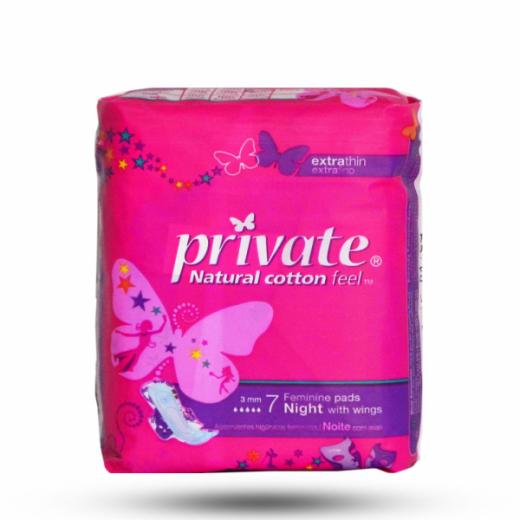 extrathin
extrafino
private®
Natural cotton feel™
3 mm 7 Feminine pads
Night with wings
Noite com asas